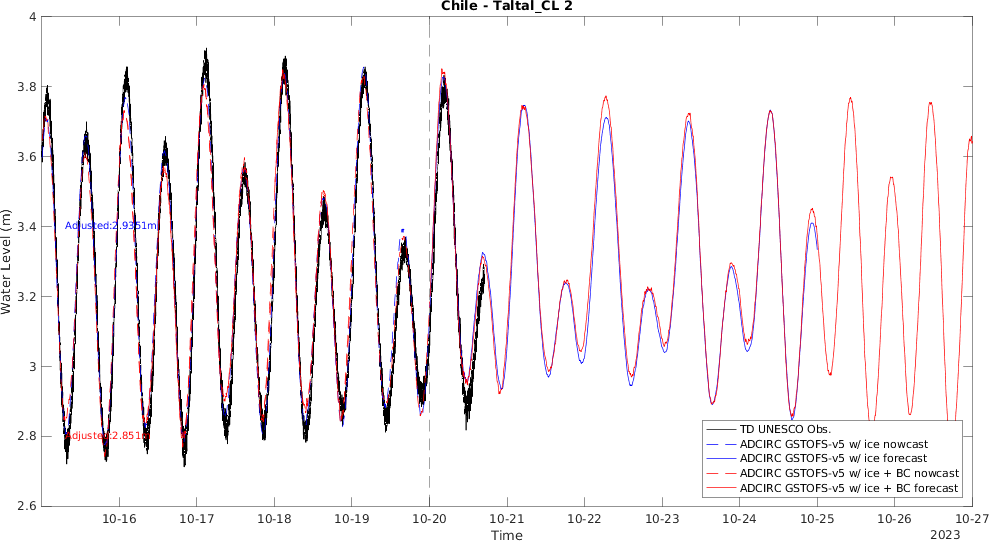 Chile - Taltal_CL 2
4
3.8
3.6
3.4
3.2
3
2.8
2.6
Water Level (m)
Adjusted:2.9351m
Adjusted:2.851
TD UNESCO Obs.
ADCIRC GSTOFS-v5 w/ ice nowcast
ADCIRC GSTOFS-v5 w/ ice forecast
ADCIRC GSTOFS-v5 w/ ice + BC nowcast
ADCIRC GSTOFS-v5 w/ ice + BC forecast
10-16 10-17 10-18 10-19 10-20 10-21 10-22 10-23 10-24 10-25 10-26 10-27
Time
2023